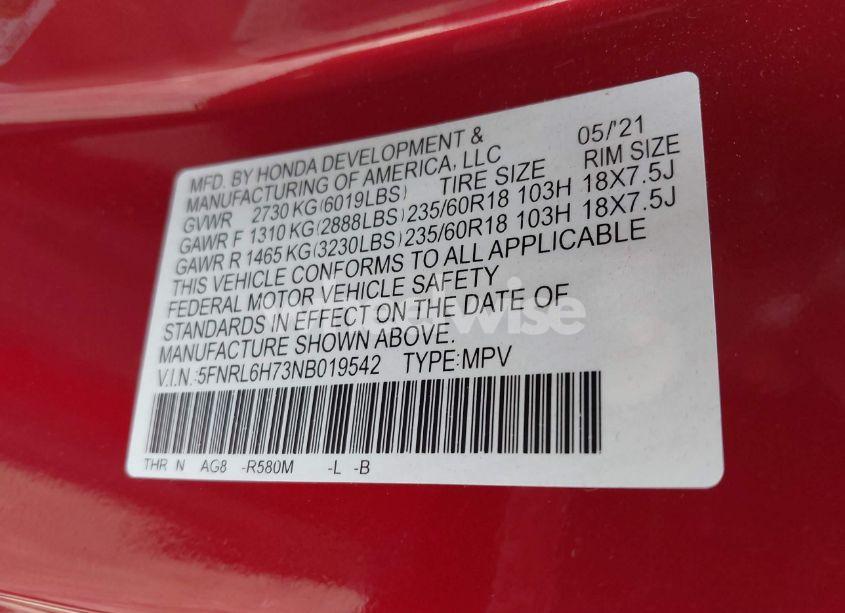 MFD. BY HONDA DEVELOPMENT & 05/'21
MANUFACTURING OF AMERICA, LLC
GVWR 2730 KG(6019LBS) TIRE SIZE RIM SIZE
GAWR F 1310 KG(2888LBS)235/60R18 103H 18X7.5J
GAWR R 1465 KG(3230LBS)235/60R18 103H 18X7.5J
THIS VEHICLE CONFORMS TO ALL APPLICABLE
FEDERAL MOTOR VEHICLE SAFETY
STANDARDS IN EFFECT ON THE DATE OF
MANUFACTURE SHOWN ABOVE.
V.I.N.:5FNRL6H73NB019542 TYPE:MPV
THR N AG8 -R580M -L -B